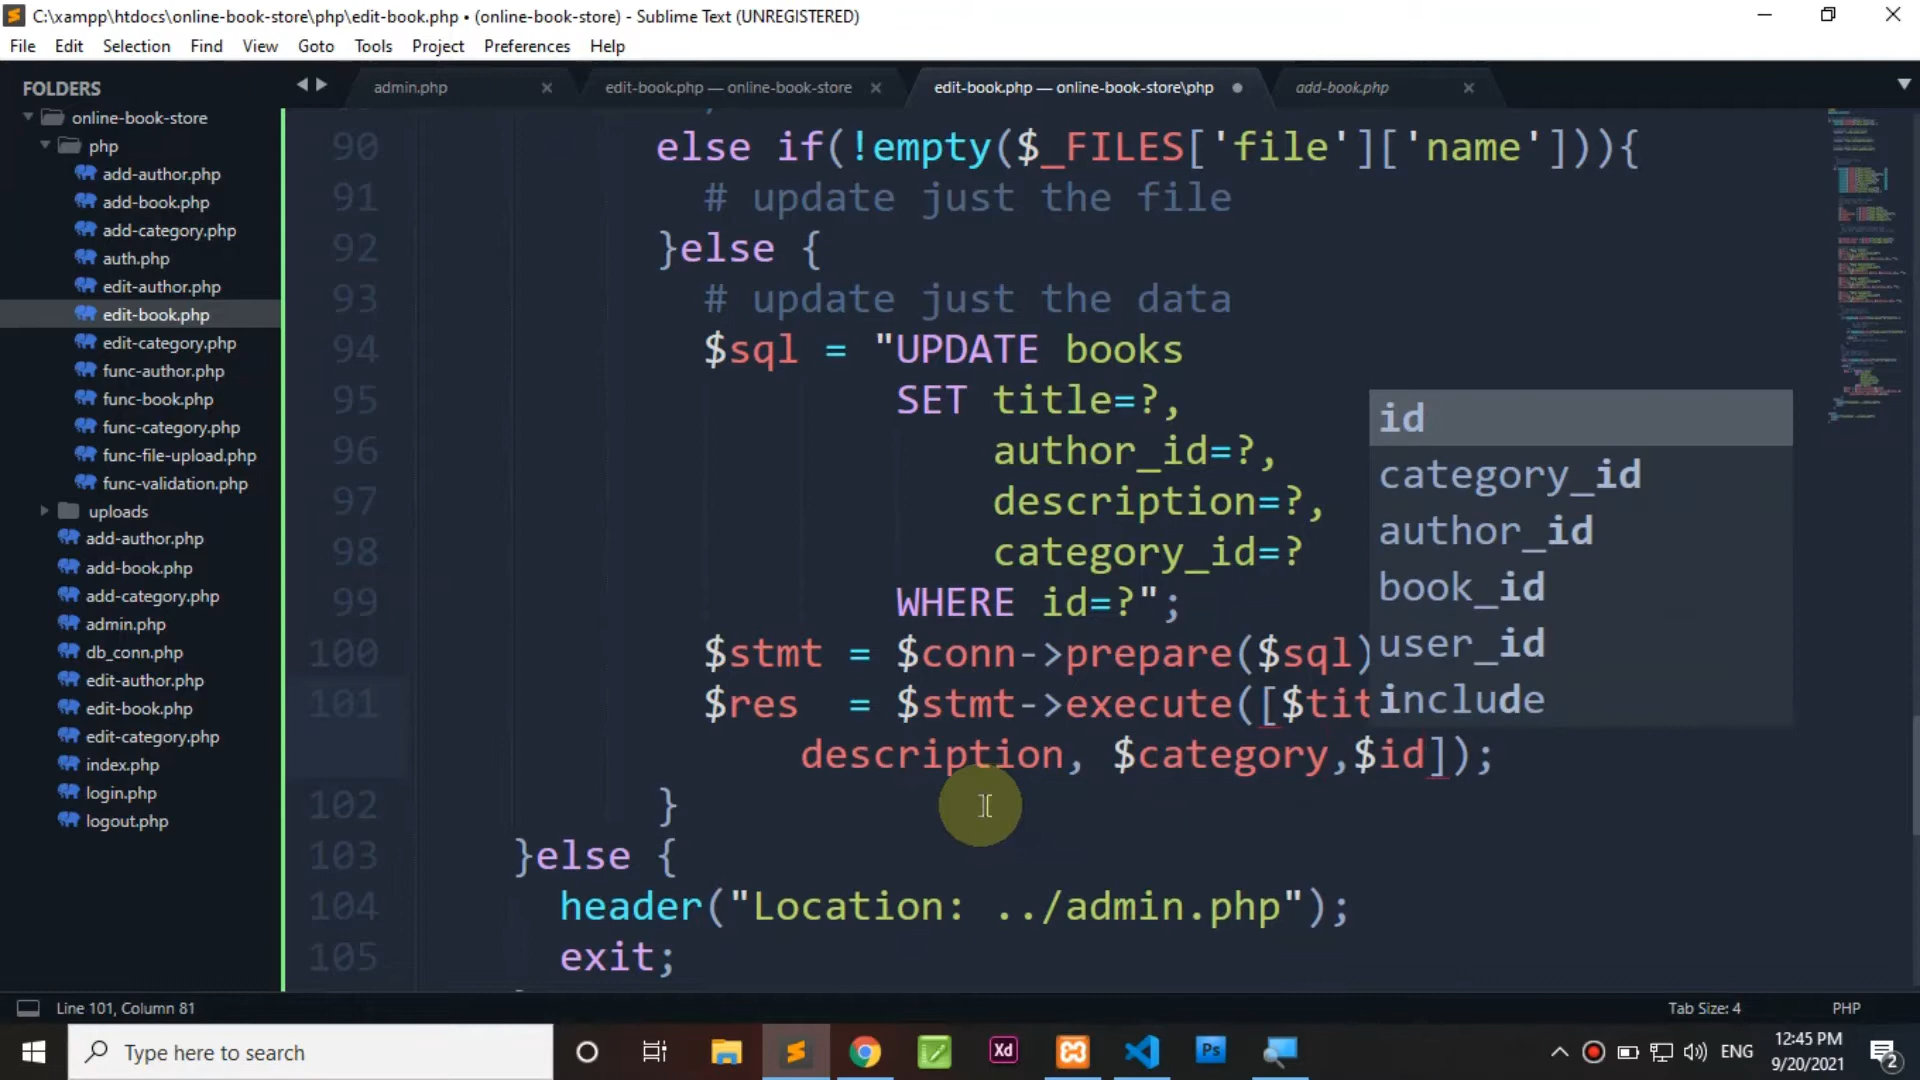 C:\xampp\htdocs\online-book-store\php\edit-book.php • (online-book-store) - Sublime Text (UNREGISTERED)
File Edit Selection Find View Goto Tools Project Preferences Help
FOLDERS
online-book-store
php
add-author.php
add-book.php
add-category.php
auth.php
edit-author.php
edit-book.php
edit-category.php
func-author.php
func-book.php
func-category.php
func-file-upload.php
func-validation.php
uploads
add-author.php
add-book.php
add-category.php
admin.php
db_conn.php
edit-author.php
edit-book.php
edit-category.php
index.php
login.php
logout.php
admin.php edit-book.php — online-book-store edit-book.php — online-book-store\php add-book.php
90 else if(!empty($_FILES['file']['name'])){
91 # update just the file
92 }else {
93 # update just the data
94 $sql = "UPDATE books
95 SET title=?,
96 author_id=?,
97 description=?,
98 category_id=?
99 WHERE id=?";
100 $stmt = $conn->prepare($sql)
101 $res = $stmt->execute([$tit
description, $category,$id]);
102 }
103 }else {
104 header("Location: ../admin.php");
105 exit;
id
category_id
author_id
book_id
user_id
include
Line 101, Column 81 Tab Size: 4 PHP
Type here to search
Xd
Ps
ENG
12:45 PM
9/20/2021
2